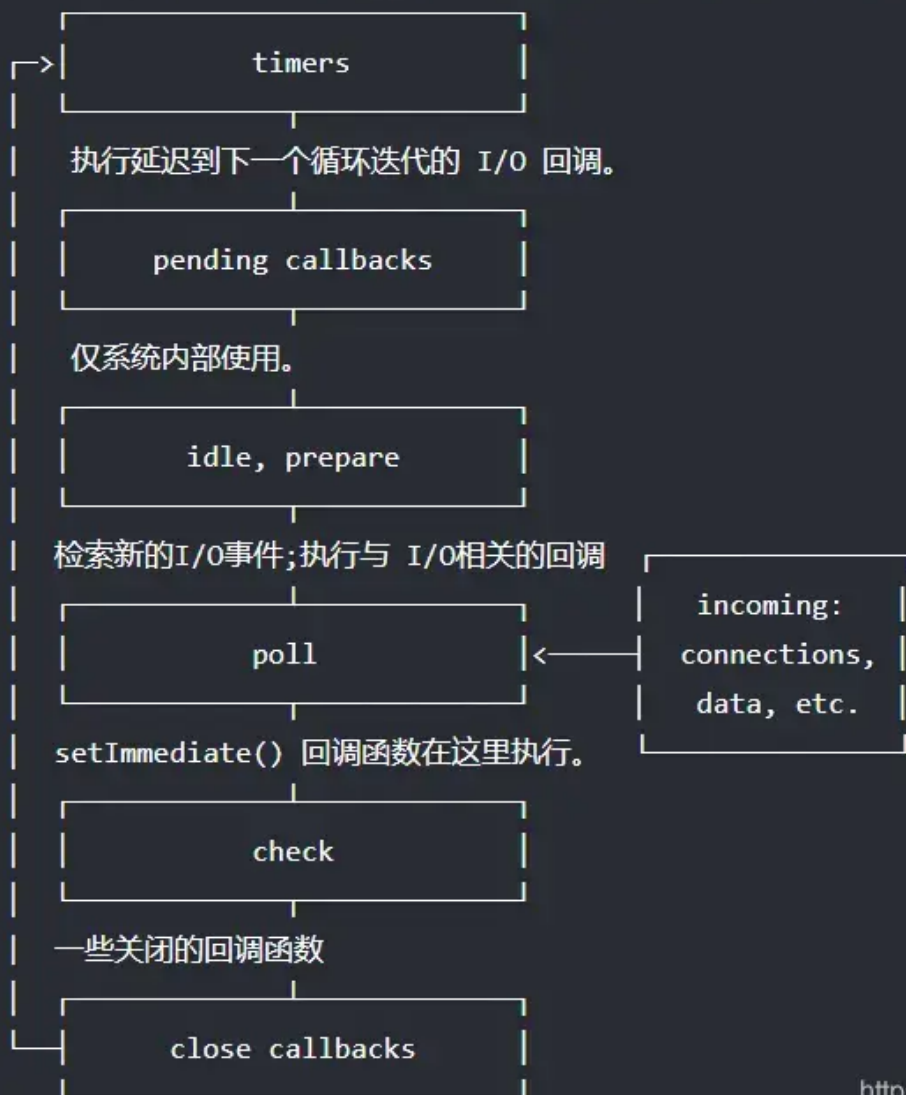 timers
执行延迟到下一个循环迭代的 I/O 回调。
pending callbacks
仅系统内部使用。
idle, prepare
检索新的I/O事件;执行与 I/O相关的回调
incoming:
poll
connections,
data, etc.
setImmediate() 回调函数在这里执行。
check
一些关闭的回调函数
close callbacks
http